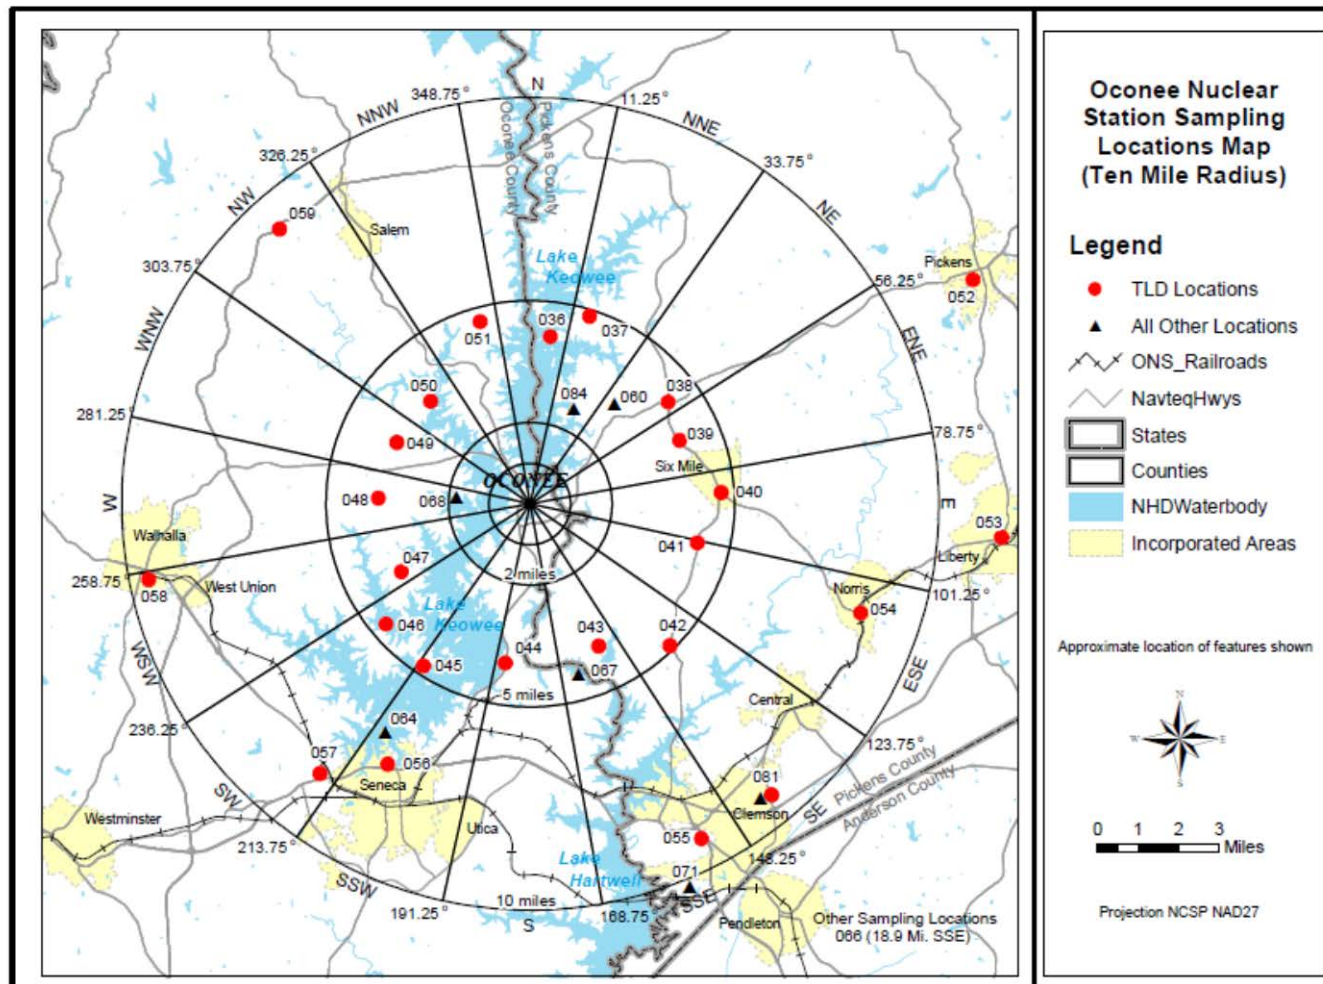 N
348.75°
11.25°
NNW
NNE
Oconee County
Pickens County
326.25°
33.75°
NW
NE
059
Salem
303.75°
Lake
Keowee
56.25°
Pickens
052
WNW
ENE
036
037
051
050
084
060
038
281.25°
78.75°
049
039
Six Mile
OCONEE
W
048
068
040
E
053
Walhalla
041
Liberty
047
258.75°
West Union
2 miles
Norris
101.25°
058
Lake
Keowee
054
046
043
042
WSW
044
045
067
ESE
5 miles
Central
236.25°
064
123.75°
057
056
Seneca
081
Pickens County
Anderson County
SW
Clemson
SE
Westminster
Utica
055
213.75°
Lake
Hartwell
071
SSW
10 miles
SSE
191.25°
S
168.75°
Pendleton
Other Sampling Locations
066 (18.9 Mi. SSE)
Oconee Nuclear
Station Sampling
Locations Map
(Ten Mile Radius)
Legend
TLD Locations
All Other Locations
ONS_Railroads
NavteqHwys
States
Counties
NHDWaterbody
Incorporated Areas
Approximate location of features shown
N
W
E
S
0 1 2 3
Miles
Projection NCSP NAD27